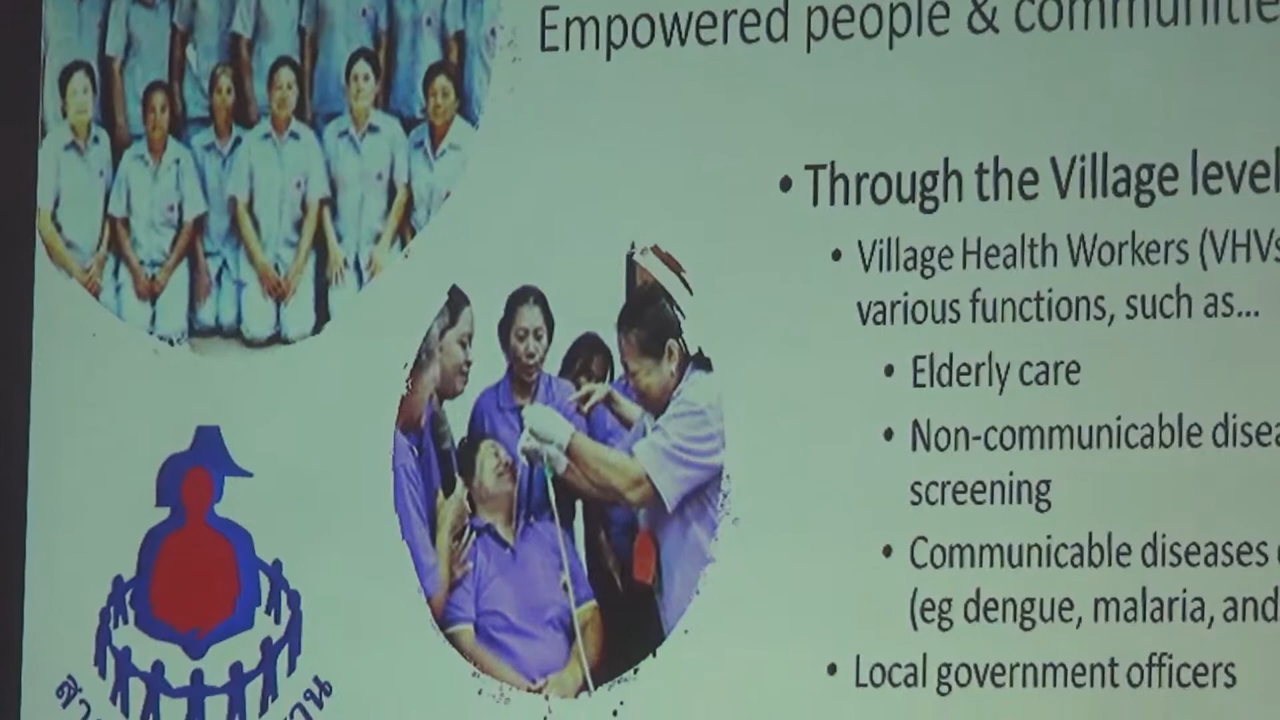 Empowered people & communitie
• Through the Village level
• Village Health Workers (VHVs
various functions, such as...
• Elderly care
• Non-communicable disea
screening
• Communicable diseases
(eg dengue, malaria, and
• Local government officers